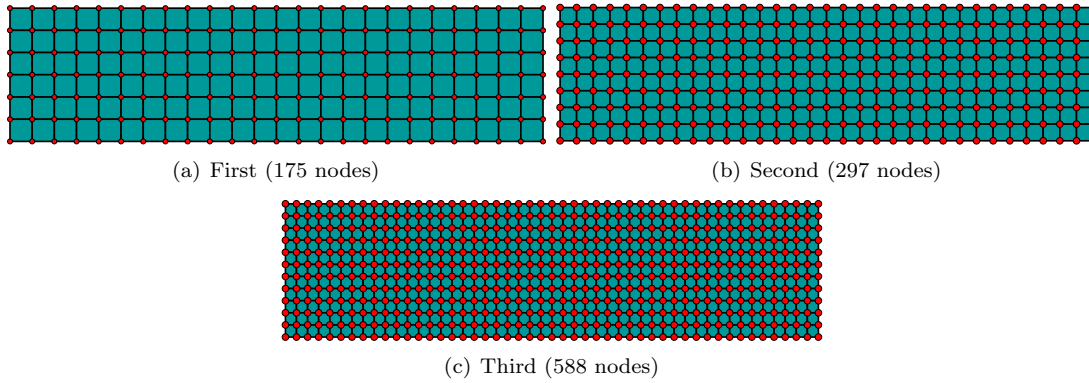 (a) First (175 nodes)
(b) Second (297 nodes)
(c) Third (588 nodes)